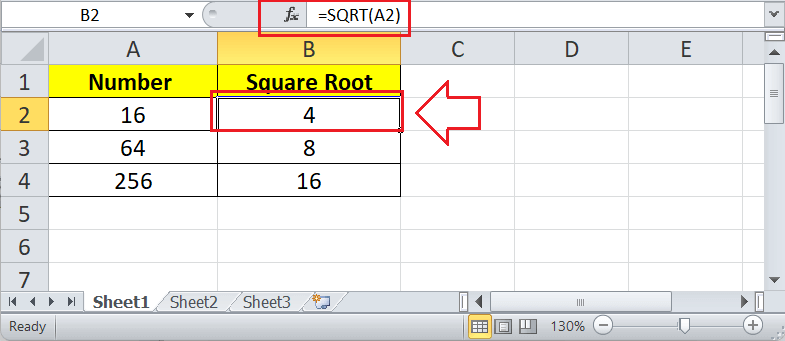 B2 fx =SQRT(A2)
A B C D E
1 Number Square Root
2 16 4
3 64 8
4 256 16
5
6
7
Sheet1 Sheet2 Sheet3
Ready 130%